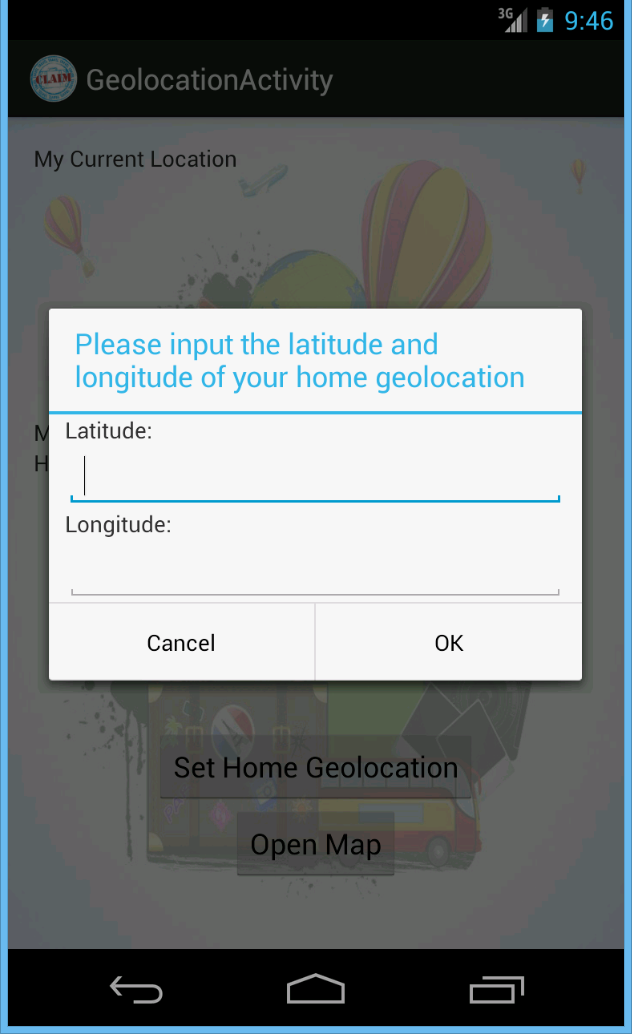 3G 9:46
CLAIM GeolocationActivity
My Current Location
Please input the latitude and
longitude of your home geolocation
M
Latitude:
H
Longitude:
Cancel OK
Set Home Geolocation
Open Map